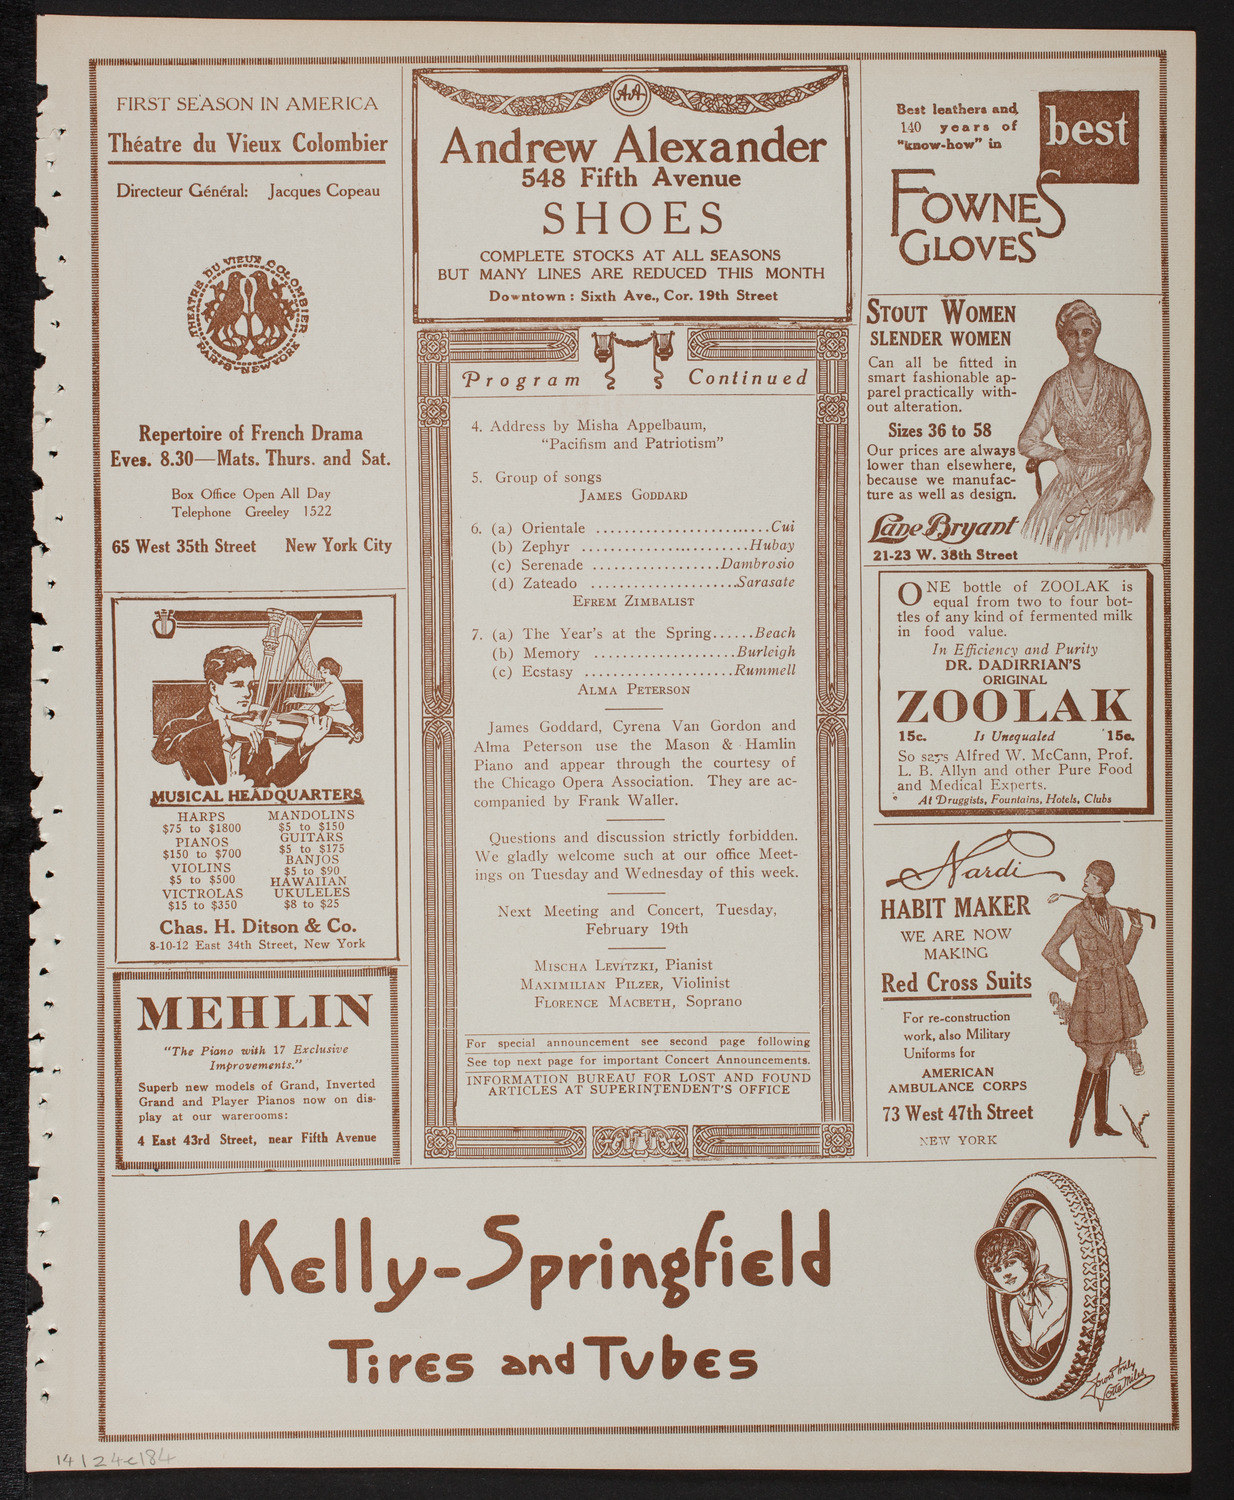 FIRST SEASON IN AMERICA
Théatre du Vieux Colombier
Directeur Général: Jacques Copeau
THEATRE DU VIEUX COLOMBIER
PARIS-NEW YORK
Repertoire of French Drama
Eves. 8.30—Mats. Thurs. and Sat.
Box Office Open All Day
Telephone Greeley 1522
65 West 35th Street New York City
MUSICAL HEADQUARTERS
HARPS
$75 to $1800
PIANOS
$150 to $700
VIOLINS
$5 to $500
VICTROLAS
$15 to $350
MANDOLINS
$5 to $150
GUITARS
$5 to $175
BANJOS
$5 to $90
HAWAIIAN
UKULELES
$8 to $25
Chas. H. Ditson & Co.
8-10-12 East 34th Street, New York
MEHLIN
"The Piano with 17 Exclusive
Improvements."
Superb new models of Grand, Inverted
Grand and Player Pianos now on dis-
play at our warerooms:
4 East 43rd Street, near Fifth Avenue
AA
Andrew Alexander
548 Fifth Avenue
SHOES
COMPLETE STOCKS AT ALL SEASONS
BUT MANY LINES ARE REDUCED THIS MONTH
Downtown: Sixth Ave., Cor. 19th Street
Program Continued
4. Address by Misha Appelbaum,
"Pacifism and Patriotism"
5. Group of songs
JAMES GODDARD
6. (a) Orientale ........................Cui
(b) Zephyr .......................Hubay
(c) Serenade ..................Dambrosio
(d) Zateado ....................Sarasate
EFREM ZIMBALIST
7. (a) The Year's at the Spring......Beach
(b) Memory ....................Burleigh
(c) Ecstasy .....................Rummell
ALMA PETERSON
James Goddard, Cyrena Van Gordon and
Alma Peterson use the Mason & Hamlin
Piano and appear through the courtesy of
the Chicago Opera Association. They are ac-
companied by Frank Waller.
Questions and discussion strictly forbidden.
We gladly welcome such at our office Meet-
ings on Tuesday and Wednesday of this week.
Next Meeting and Concert, Tuesday,
February 19th
MISCHA LEVITZKI, Pianist
MAXIMILIAN PILZER, Violinist
FLORENCE MACBETH, Soprano
For special announcement see second page following
See top next page for important Concert Announcements.
INFORMATION BUREAU FOR LOST AND FOUND
ARTICLES AT SUPERINTENDENT'S OFFICE
Best leathers and
140 years of
"know-how" in
best
FOWNES
GLOVES
STOUT WOMEN
SLENDER WOMEN
Can all be fitted in
smart fashionable ap-
parel practically with-
out alteration.
Sizes 36 to 58
Our prices are always
lower than elsewhere,
because we manufac-
ture as well as design.
Lane Bryant
21-23 W. 38th Street
ONE bottle of ZOOLAK is
equal from two to four bot-
tles of any kind of fermented milk
in food value.
In Efficiency and Purity
DR. DADIRRIAN'S
ORIGINAL
ZOOLAK
15c. Is Unequaled 15c.
So says Alfred W. McCann, Prof.
L. B. Allyn and other Pure Food
and Medical Experts.
At Druggists, Fountains, Hotels, Clubs
Nardi
HABIT MAKER
WE ARE NOW
MAKING
Red Cross Suits
For re-construction
work, also Military
Uniforms for
AMERICAN
AMBULANCE CORPS
73 West 47th Street
NEW YORK
Kelly-Springfield
Tires and Tubes
Yours truly
Lotta Miles
14124c184